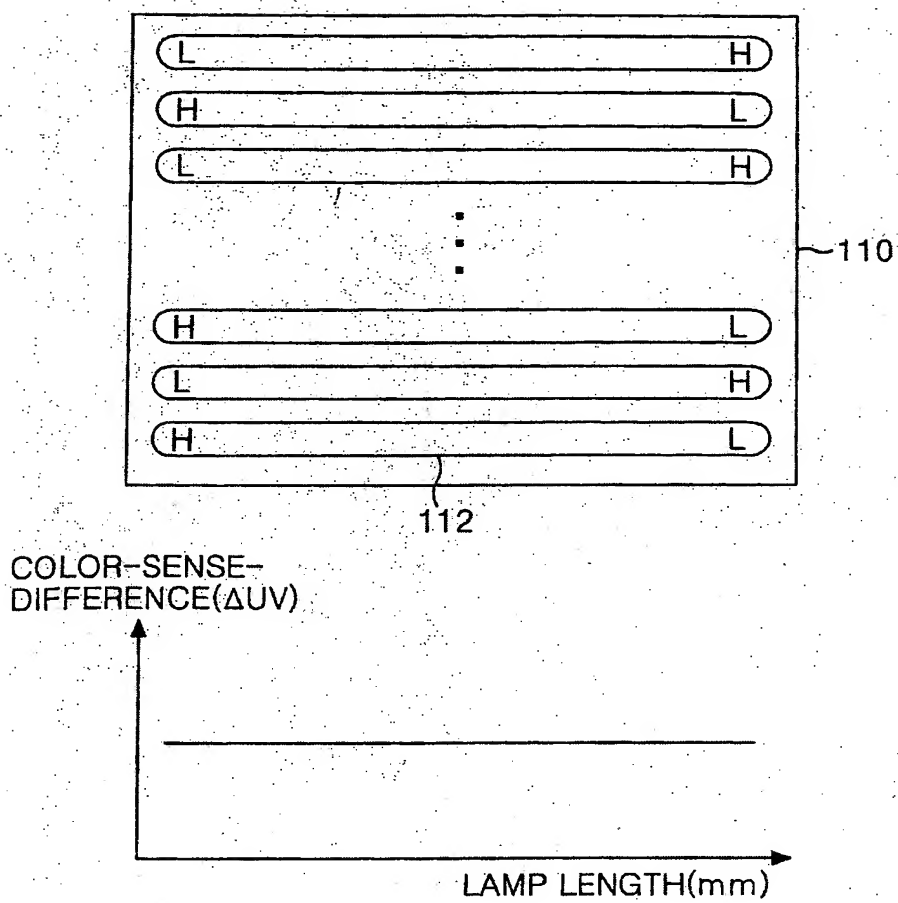 L H
H L
L H
110
H L
L H
H L
112
COLOR-SENSE-
DIFFERENCE(ΔUV)
LAMP LENGTH(mm)